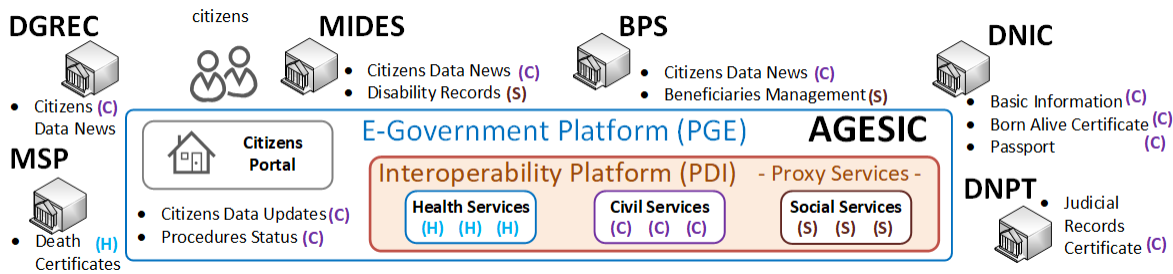 DGREC
• Citizens (C)
Data News
citizens
MIDES
• Citizens Data News (C)
• Disability Records (S)
BPS
• Citizens Data News (C)
• Beneficiaries Management (S)
DNIC
• Basic Information (C)
• Born Alive Certificate (C)
• Passport (C)
MSP
• Death (H)
Certificates
E-Government Platform (PGE)
AGESIC
Citizens
Portal
• Citizens Data Updates (C)
• Procedures Status (C)
Interoperability Platform (PDI) - Proxy Services -
Health Services
(H) (H) (H)
Civil Services
(C) (C) (C)
Social Services
(S) (S) (S)
DNPT
• Judicial
Records
Certificate (C)